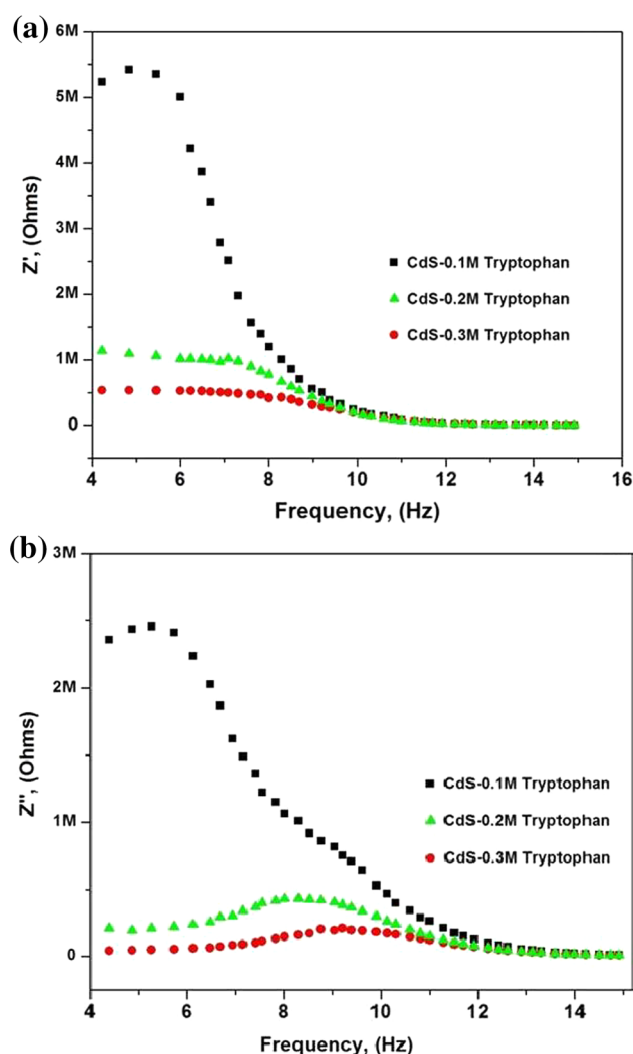 (a)
6M
5M
4M
3M
2M
1M
0
Z', (Ohms)
CdS-0.1M Tryptophan
CdS-0.2M Tryptophan
CdS-0.3M Tryptophan
4 6 8 10 12 14 16
Frequency, (Hz)
(b)
3M
2M
1M
0
Z", (Ohms)
CdS-0.1M Tryptophan
CdS-0.2M Tryptophan
CdS-0.3M Tryptophan
4 6 8 10 12 14
Frequency, (Hz)